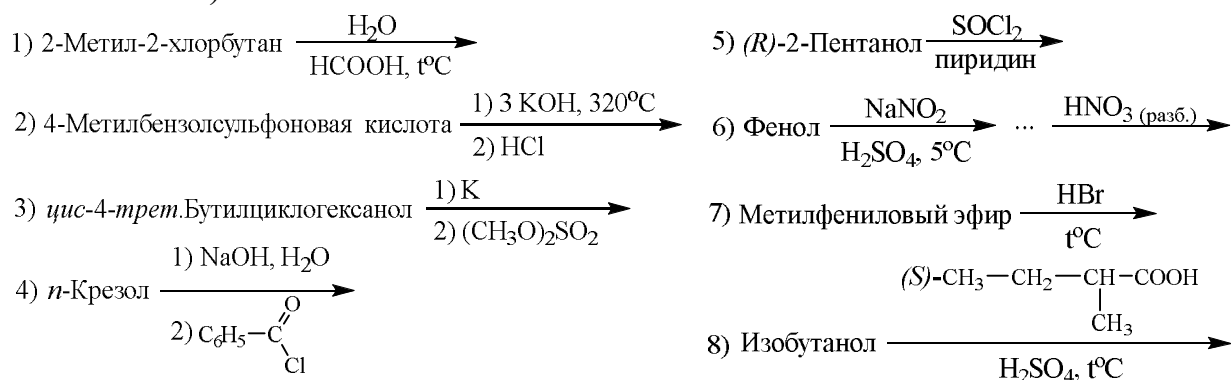 1) 2-Метил-2-хлорбутан H₂O HCOOH, t°C
2) 4-Метилбензолсульфоновая кислота 1) 3 KOH, 320°C 2) HCl
3) цис-4-трет.Бутилциклогексанол 1) K 2) (CH₃O)₂SO₂
4) п-Крезол 1) NaOH, H₂O 2) C₆H₅–C O Cl
5) (R)-2-Пентанол SOCl₂ пиридин
6) Фенол NaNO₂ H₂SO₄, 5°C ... HNO₃ (разб.)
7) Метилфениловый эфир HBr t°C
8) Изобутанол (S)-CH₃–CH₂–CH–COOH CH₃ H₂SO₄, t°C